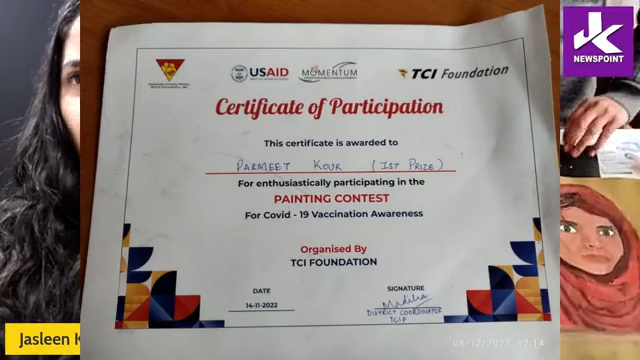 JK
NEWSPOINT
USAID
MOMENTUM
TCI Foundation
Certificate of Participation
This certificate is awarded to
PARMEET KOUR (IST PRIZE)
For enthusiastically participating in the
PAINTING CONTEST
For Covid - 19 Vaccination Awareness
Organised By
TCI FOUNDATION
DATE
SIGNATURE
14-11-2022
DISTRICT COORDINATOR
TCIF
Jasleen K
08/12/2022 12:14